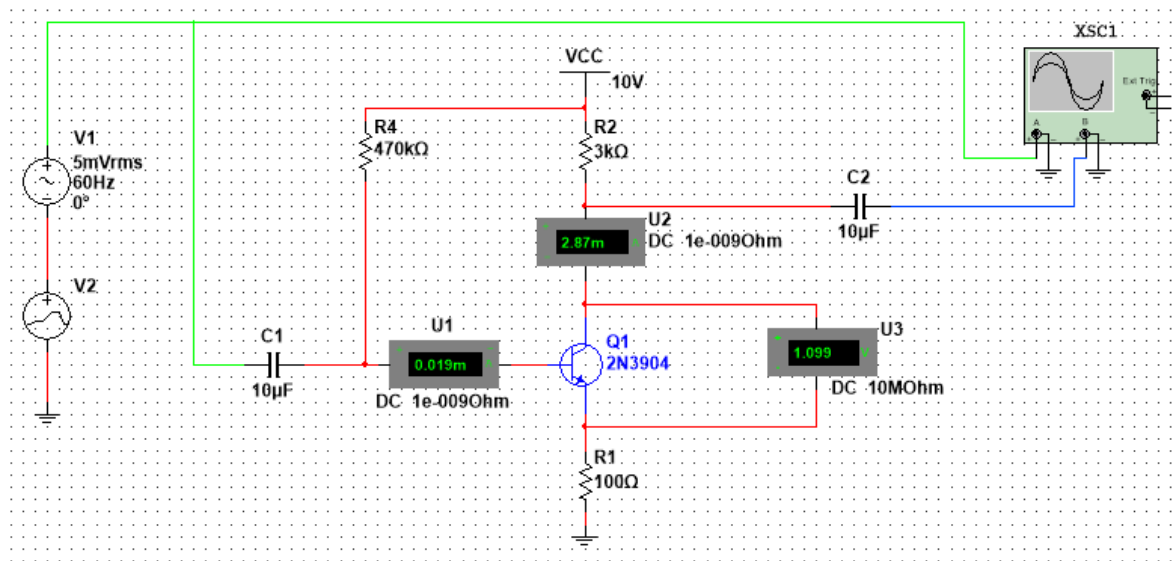 XSC1
Ext Trig
+
A
B
VCC
10V
R4
470kΩ
R2
3kΩ
V1
5mVrms
60Hz
0°
C2
10µF
U2
2.87m
A
DC 1e-009Ohm
V2
U1
0.019m
A
DC 1e-009Ohm
C1
10µF
Q1
2N3904
U3
1.099
V
DC 10MOhm
R1
100Ω